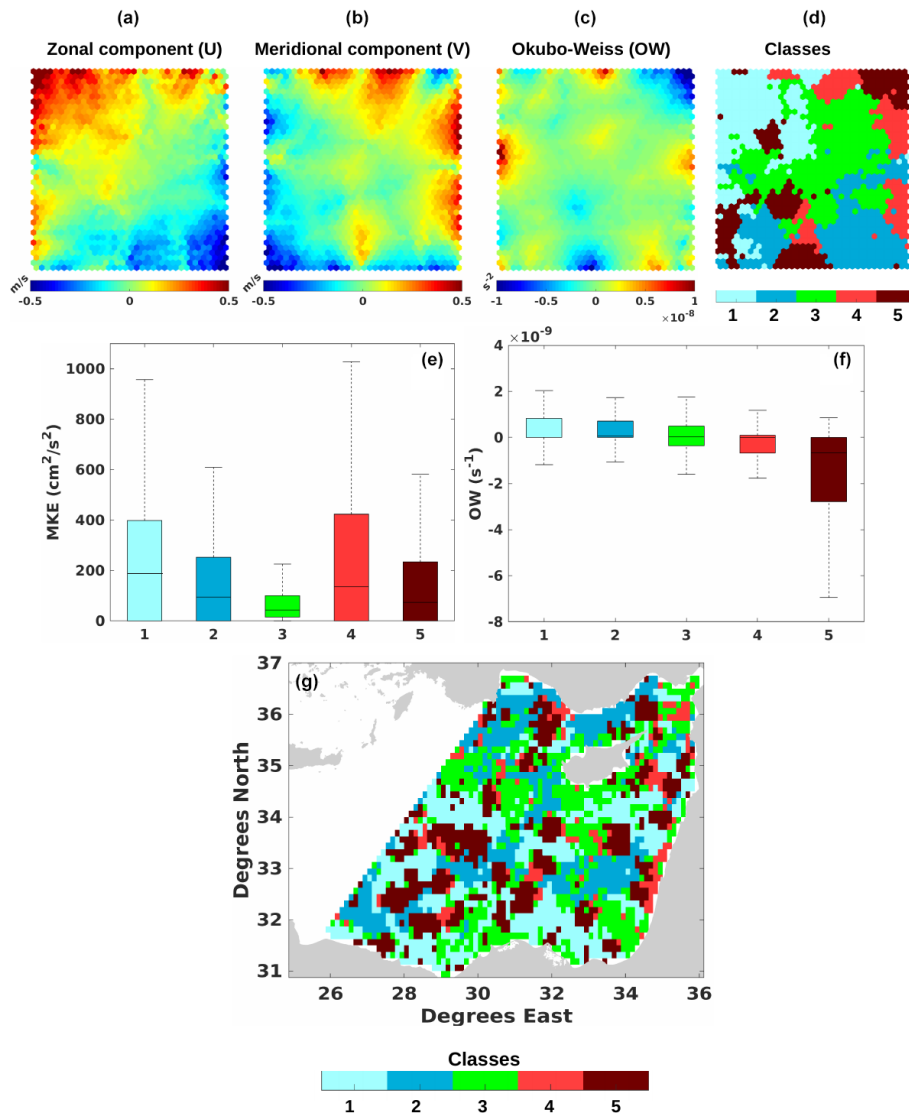 (a) (b) (c) (d)
Zonal component (U) Meridional component (V) Okubo-Weiss (OW) Classes
m/s m/s s⁻²
-0.5 0 0.5 -0.5 0 0.5 -1 0 1
×10⁻⁸
1 2 3 4 5
(e)
1000
800
600
400
200
0
MKE (cm²/s²)
1 2 3 4 5
×10⁻⁹
(f)
4
2
0
-2
-4
-6
-8
OW (s⁻¹)
1 2 3 4 5
(g)
37
36
35
34
33
32
31
Degrees North
26 28 30 32 34 36
Degrees East
Classes
1 2 3 4 5